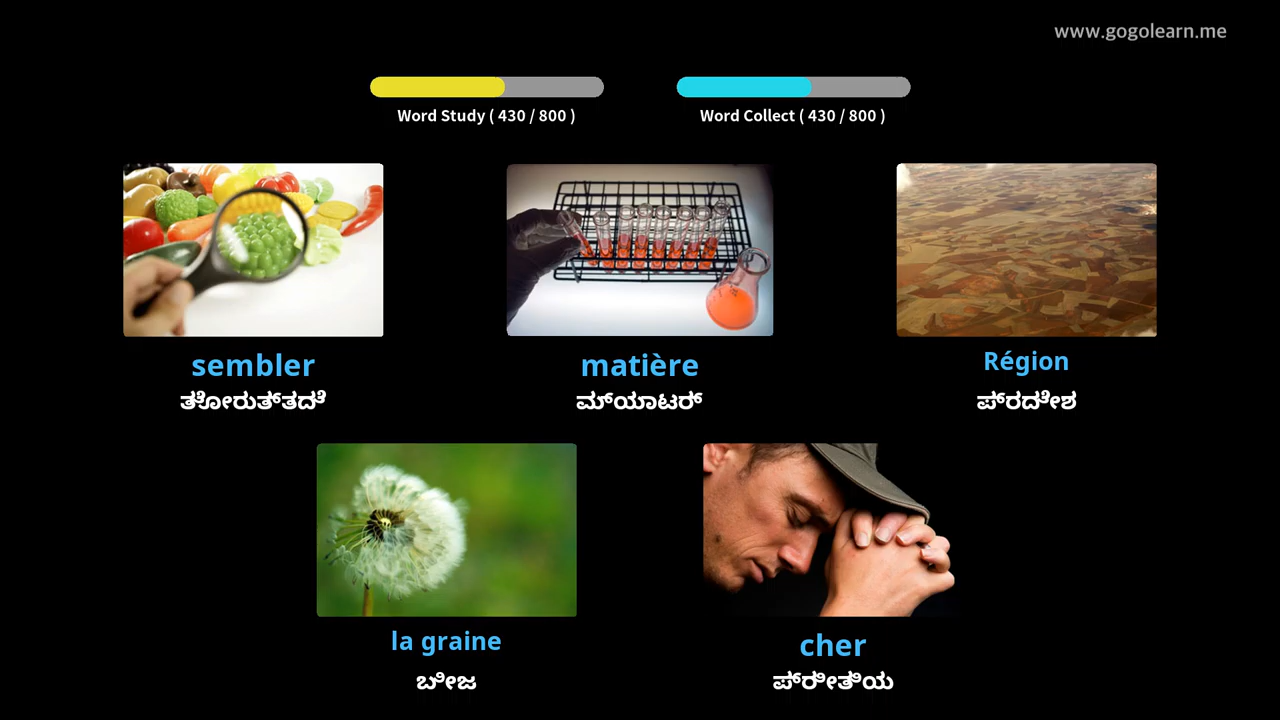 www.gogolearn.me
Word Study ( 430 / 800 )
Word Collect ( 430 / 800 )
sembler
ತೋರುತ್ತದೆ
matière
ಮ್ಯಾಟರ್
Région
ಪ್ರದೇಶ
la graine
ಬೀಜ
cher
ಪ್ರೀತಿಯ